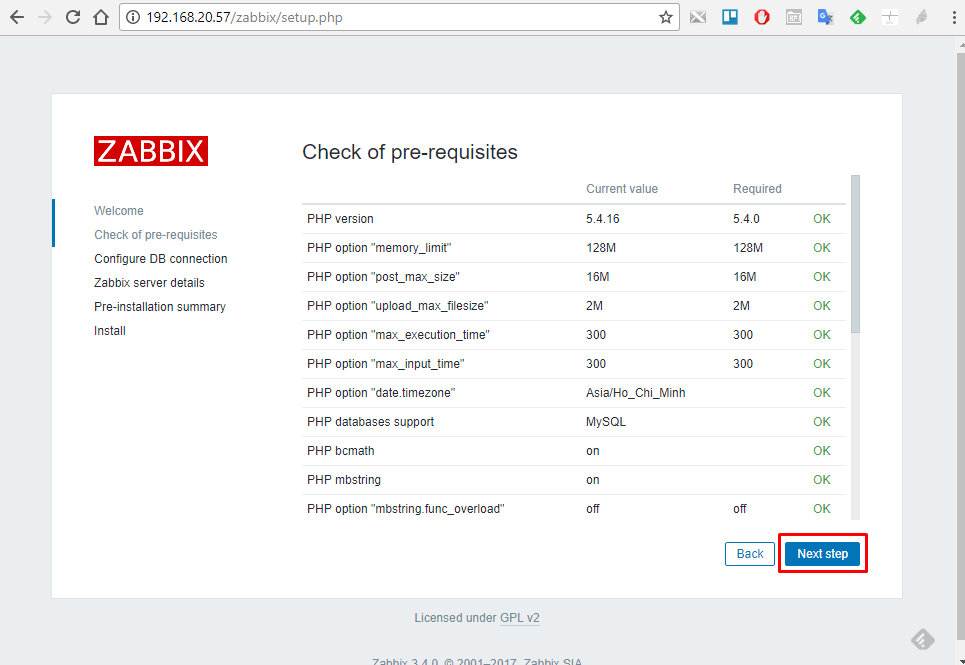 192.168.20.57/zabbix/setup.php
ZABBIX
Welcome
Check of pre-requisites
Configure DB connection
Zabbix server details
Pre-installation summary
Install
Check of pre-requisites
Current value Required
PHP version 5.4.16 5.4.0 OK
PHP option "memory_limit" 128M 128M OK
PHP option "post_max_size" 16M 16M OK
PHP option "upload_max_filesize" 2M 2M OK
PHP option "max_execution_time" 300 300 OK
PHP option "max_input_time" 300 300 OK
PHP option "date.timezone" Asia/Ho_Chi_Minh OK
PHP databases support MySQL OK
PHP bcmath on OK
PHP mbstring on OK
PHP option "mbstring.func_overload" off off OK
Back Next step
Licensed under GPL v2
Zabbix 3.4.0. © 2001–2017, Zabbix SIA